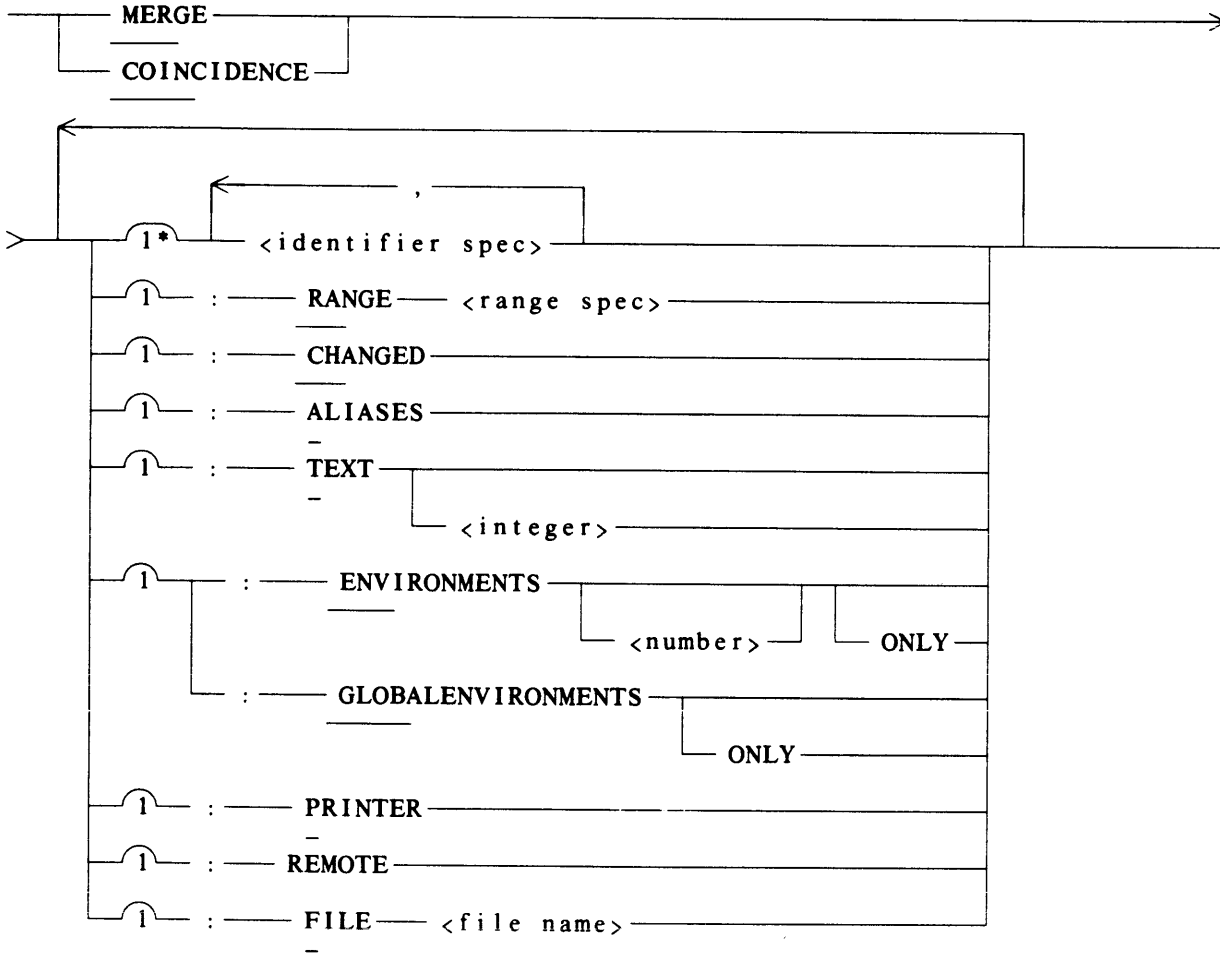 MERGE
COINCIDENCE
,
1* <identifier spec>
1 : RANGE <range spec>
1 : CHANGED
1 : ALIASES
1 : TEXT
<integer>
1 : ENVIRONMENTS
<number> ONLY
: GLOBALENVIRONMENTS
ONLY
1 : PRINTER
1 : REMOTE
1 : FILE <file name>